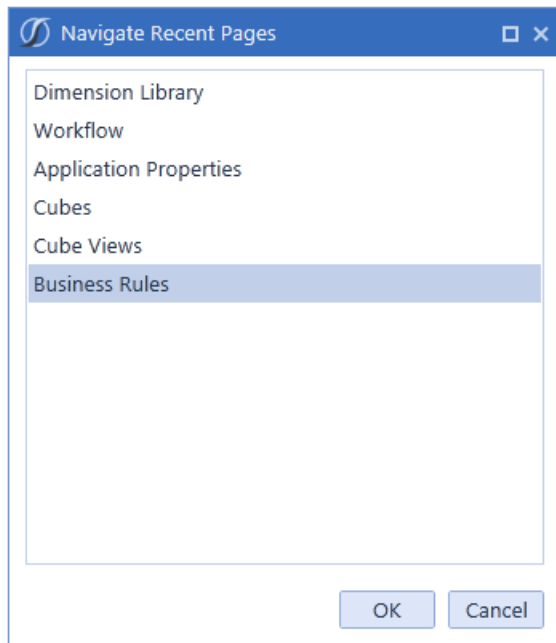 Navigate Recent Pages
Dimension Library
Workflow
Application Properties
Cubes
Cube Views
Business Rules
OK Cancel